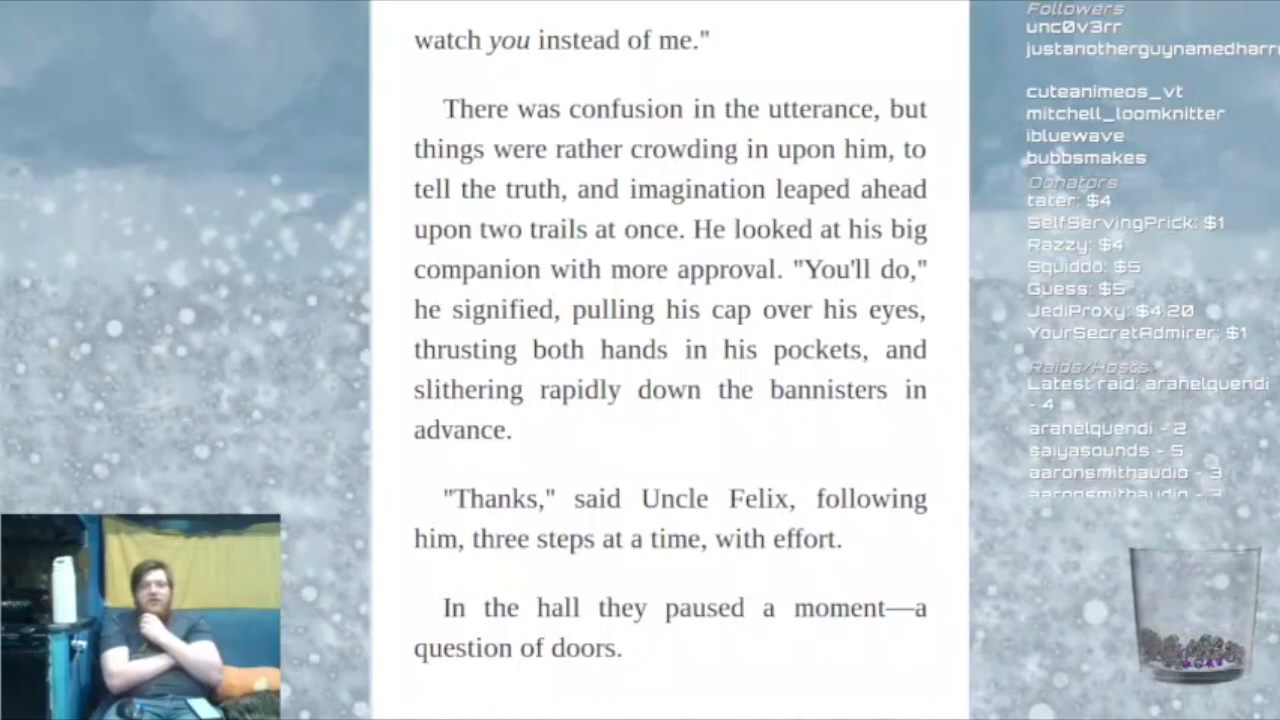 watch you instead of me."
There was confusion in the utterance, but
things were rather crowding in upon him, to
tell the truth, and imagination leaped ahead
upon two trails at once. He looked at his big
companion with more approval. "You'll do,"
he signified, pulling his cap over his eyes,
thrusting both hands in his pockets, and
slithering rapidly down the bannisters in
advance.
"Thanks," said Uncle Felix, following
him, three steps at a time, with effort.
In the hall they paused a moment—a
question of doors.
Followers
unc0v3rr
justanotherguynamedharr
cuteanimeos_vt
mitchell_loomknitter
ibluewave
bubbsmakes
Donators
tater: $4
SelfServingPrick: $1
Razzy: $4
Squiddo: $5
Guess: $5
JediProxy: $4.20
YourSecretAdmirer: $1
Raids/Hosts
Latest raid: arahelquendi
- 4
arahelquendi - 2
saiyasounds - 5
aaronsmithaudio - 3